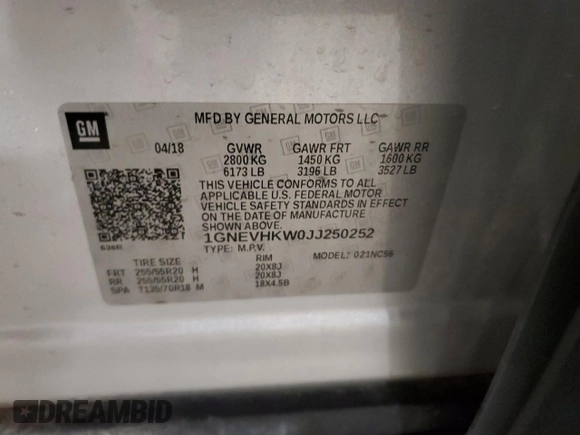 GM
MFD BY GENERAL MOTORS LLC
04/18 GVWR GAWR FRT GAWR RR
2800 KG 1450 KG 1600 KG
6173 LB 3196 LB 3527 LB
THIS VEHICLE CONFORMS TO ALL
APPLICABLE U.S. FEDERAL MOTOR
VEHICLE SAFETY STANDARDS IN EFFECT
ON THE DATE OF MANUFACTURE
SHOWN ABOVE.
1GNEVHKW0JJ250252
TYPE: M.P.V. MODEL: 021NC56
TIRE SIZE RIM
FRT 255/55R20 H 20X8J
RR 255/55R20 H 20X8J
SPA T135/70R18 M 18X4.5B
DREAMBID